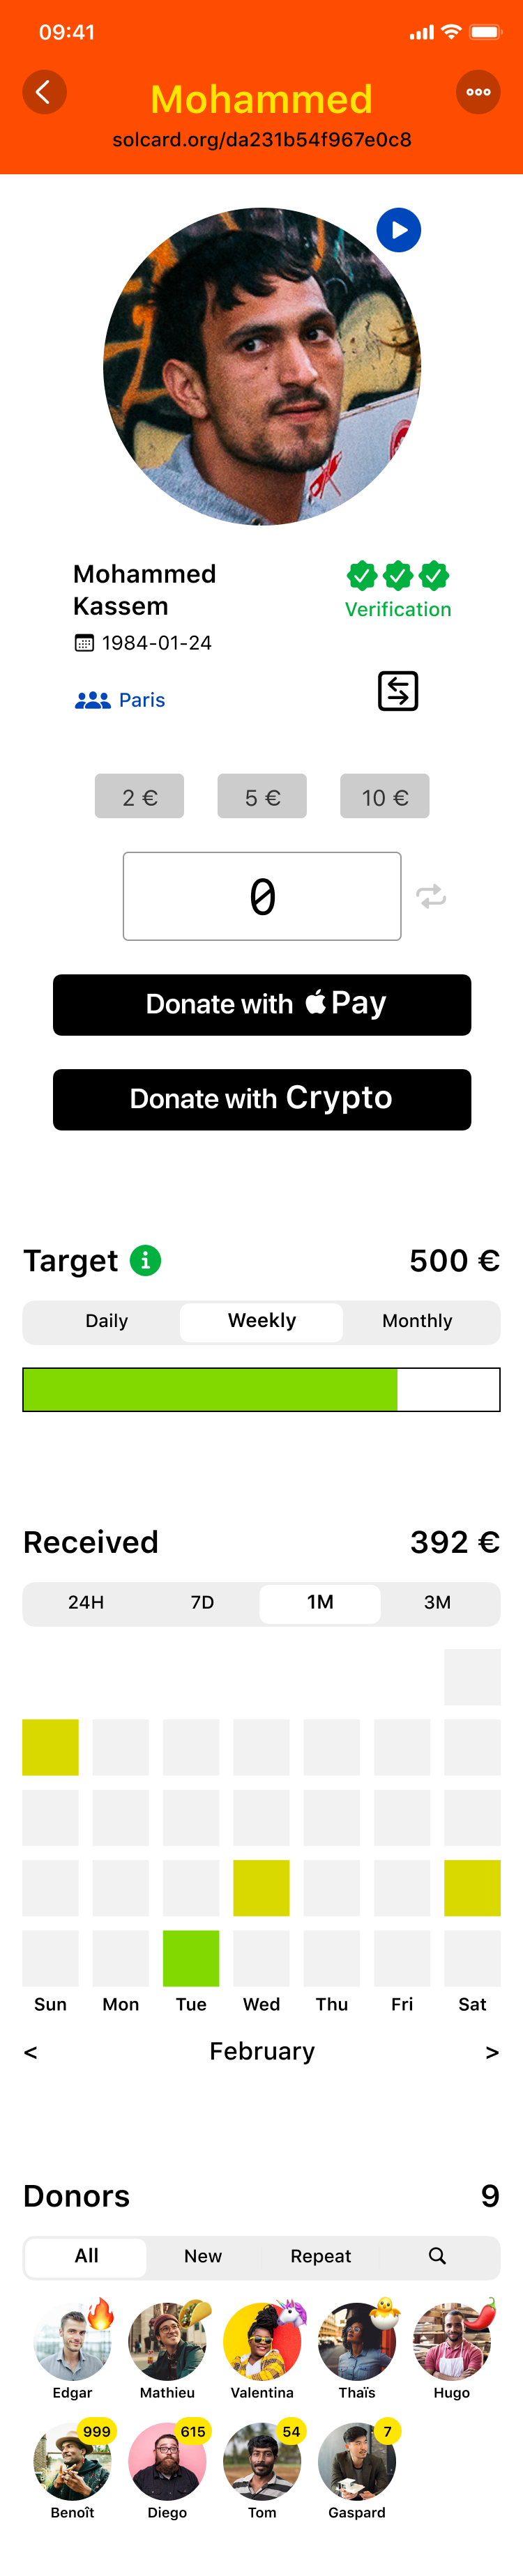 09:41
Mohammed
solcard.org/da231b54f967e0c8
Mohammed
Kassem
Verification
1984-01-24
Paris
2 € 5 € 10 €
0
Donate with Pay
Donate with Crypto
Target 500 €
Daily Weekly Monthly
Received 392 €
24H 7D 1M 3M
Sun Mon Tue Wed Thu Fri Sat
< February >
Donors 9
All New Repeat
Edgar Mathieu Valentina Thaïs Hugo
999 615 54 7
Benoît Diego Tom Gaspard